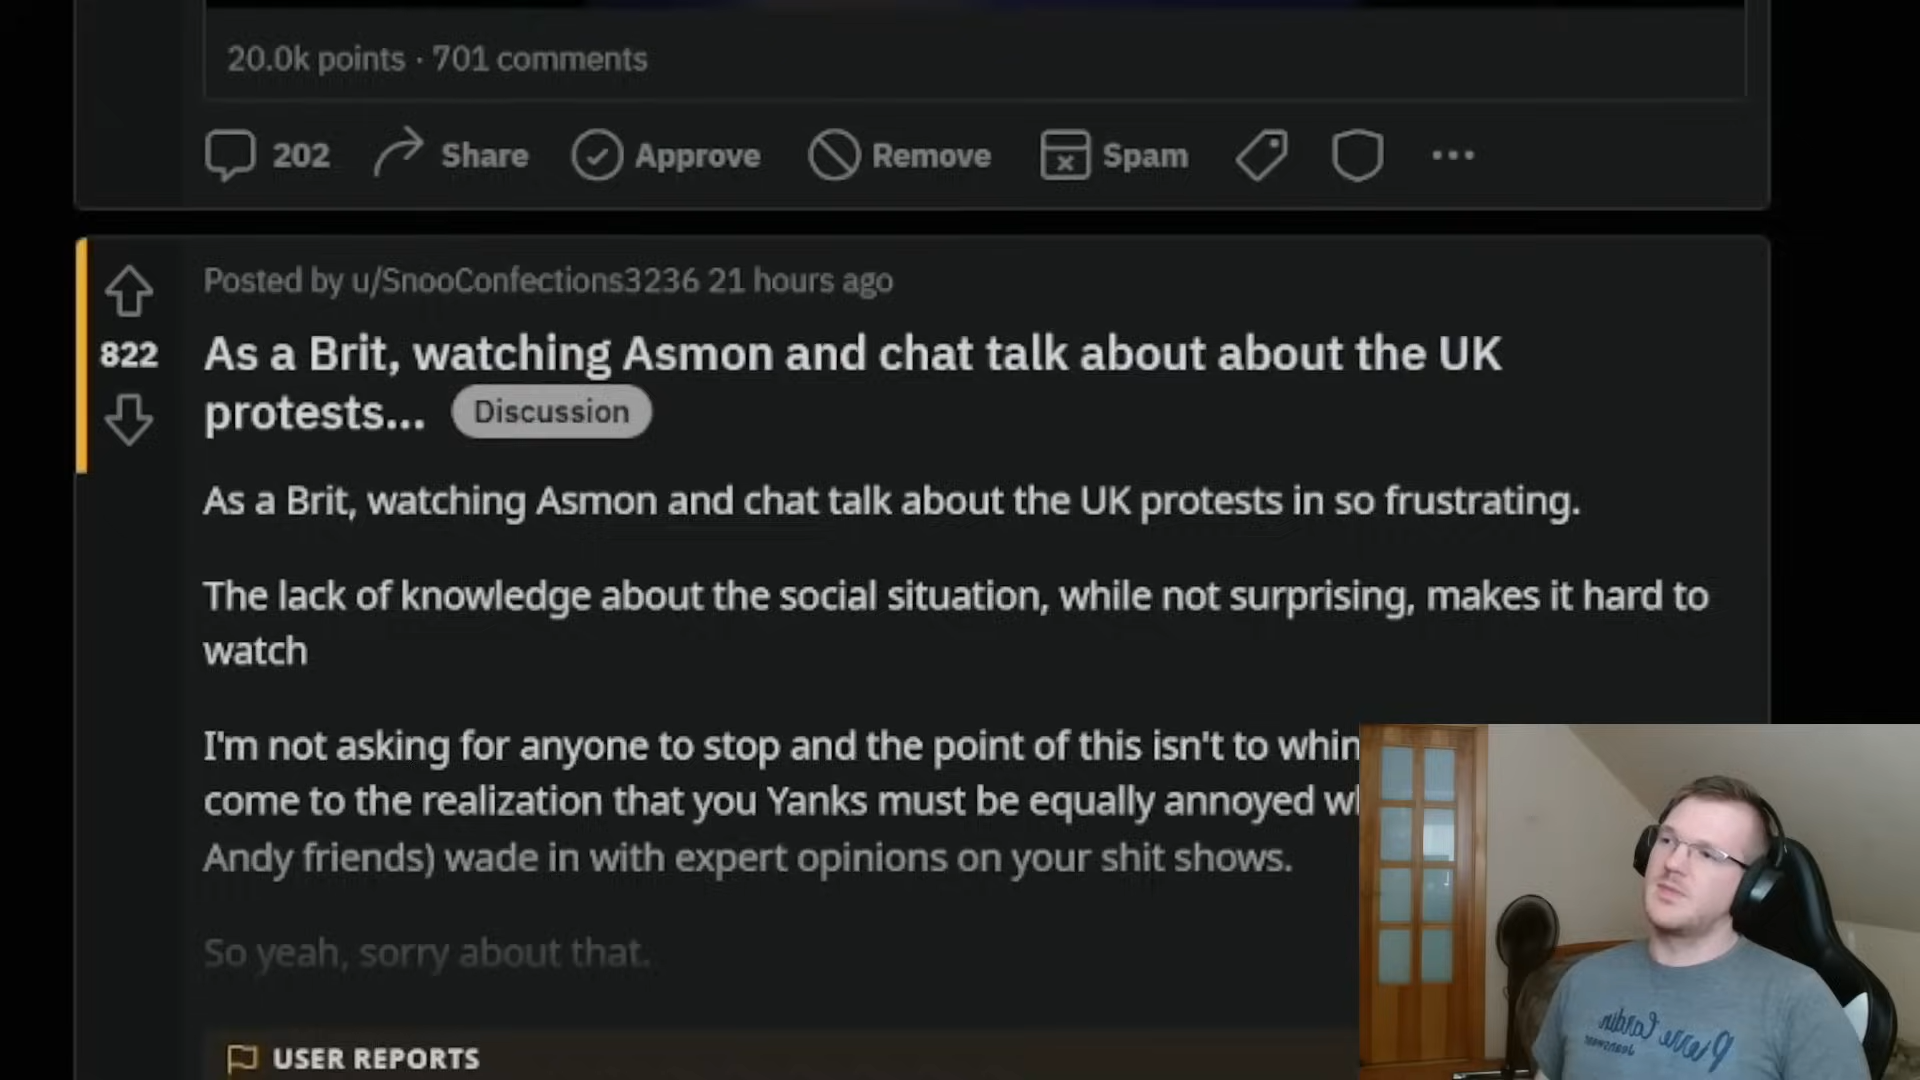 20.0k points · 701 comments
202 Share Approve Remove Spam
Posted by u/SnooConfections3236 21 hours ago
822
As a Brit, watching Asmon and chat talk about about the UK
protests... Discussion
As a Brit, watching Asmon and chat talk about the UK protests in so frustrating.
The lack of knowledge about the social situation, while not surprising, makes it hard to
watch
I'm not asking for anyone to stop and the point of this isn't to whin
come to the realization that you Yanks must be equally annoyed
Andy friends) wade in with expert opinions on your shit shows.
So yeah, sorry about that.
USER REPORTS
Pierre Cardin